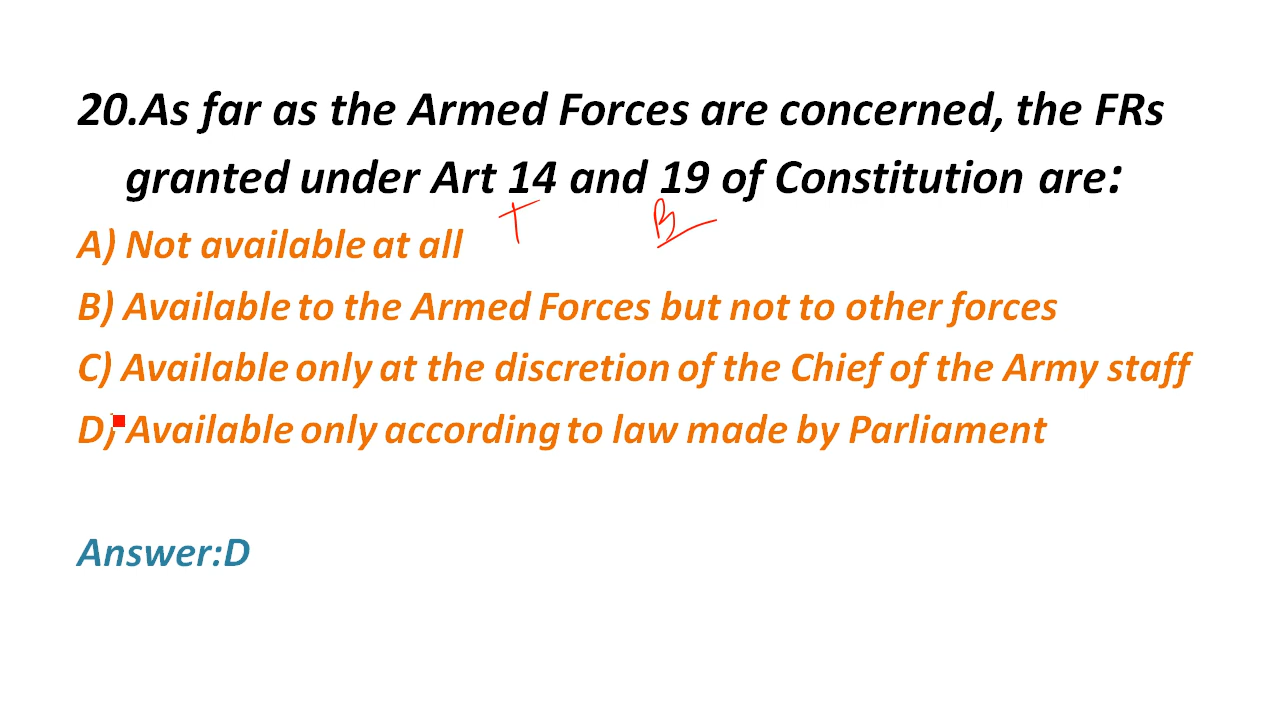 20.As far as the Armed Forces are concerned, the FRs
granted under Art 14 and 19 of Constitution are:
A) Not available at all
B) Available to the Armed Forces but not to other forces
C) Available only at the discretion of the Chief of the Army staff
D) Available only according to law made by Parliament
Answer:D